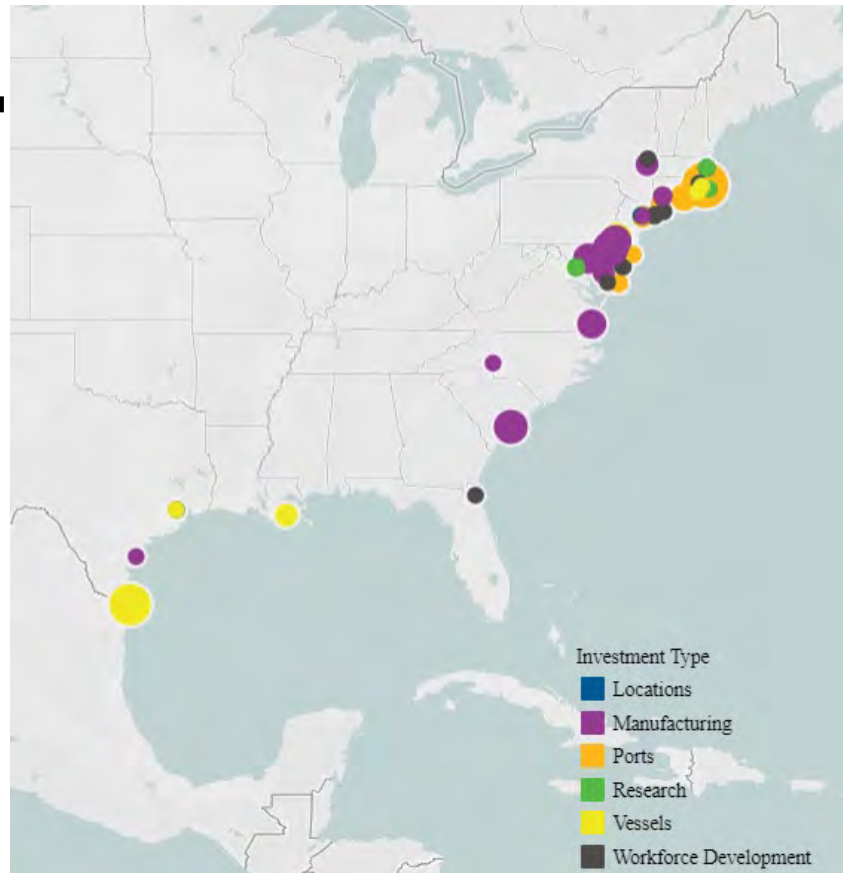 Investment Type
Locations
Manufacturing
Ports
Research
Vessels
Workforce Development